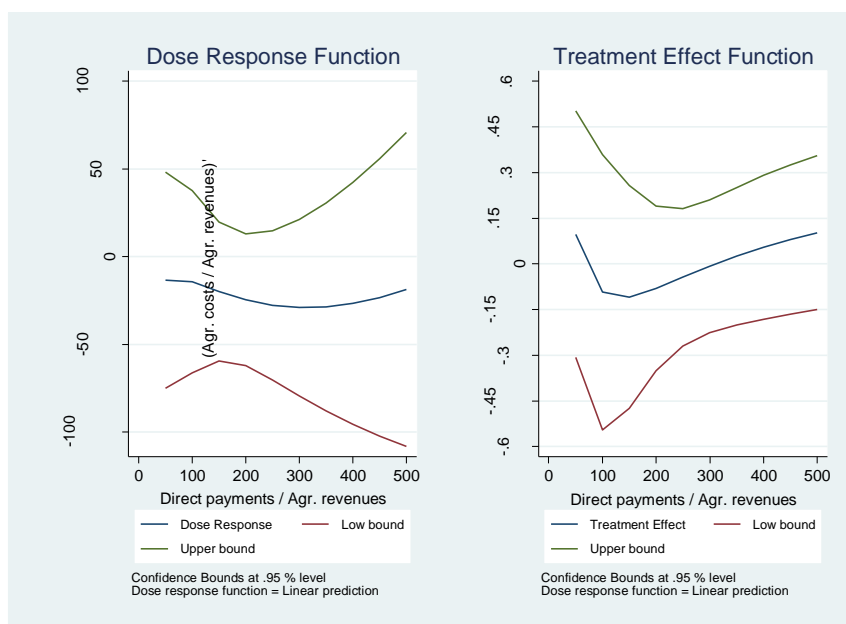 Dose Response Function
100
50
0
-50
-100
(Agr. costs / Agr. revenues)'
0 100 200 300 400 500
Direct payments / Agr. revenues
Dose Response
Low bound
Upper bound
Confidence Bounds at .95 % level
Dose response function = Linear prediction
Treatment Effect Function
.6
.45
.3
.15
0
-.15
-.3
-.45
-.6
0 100 200 300 400 500
Direct payments / Agr. revenues
Treatment Effect
Low bound
Upper bound
Confidence Bounds at .95 % level
Dose response function = Linear prediction